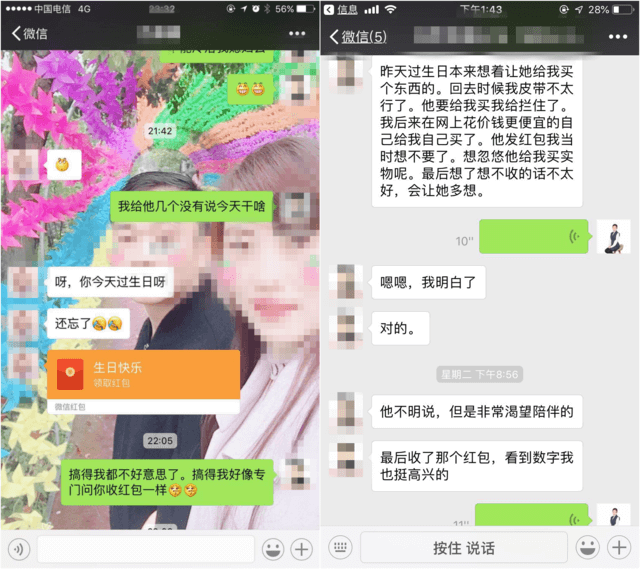 中国电信 4G
56%
微信
21:42
我给他几个没有说今天干啥
呀，你今天过生日呀
还忘了
生日快乐
领取红包
微信红包
22:05
搞得我都不好意思了。搞得我好像专
门问你收红包一样
信息
下午1:43
28%
微信(5)
昨天过生日本来想着让她给我买
个东西的。回去时候我皮带不太
行了。他要给我买我给拦住了。
我后来在网上花价钱更便宜的自
己给我自己买了。他发红包我当
时想不要了。想忽悠他给我买实
物呢。最后想了想不收的话不太
好，会让她多想。
10"
嗯嗯，我明白了
对的。
星期二 下午8:56
他不明说，但是非常渴望陪伴的
最后收了那个红包，看到数字我
也挺高兴的
11"
按住 说话